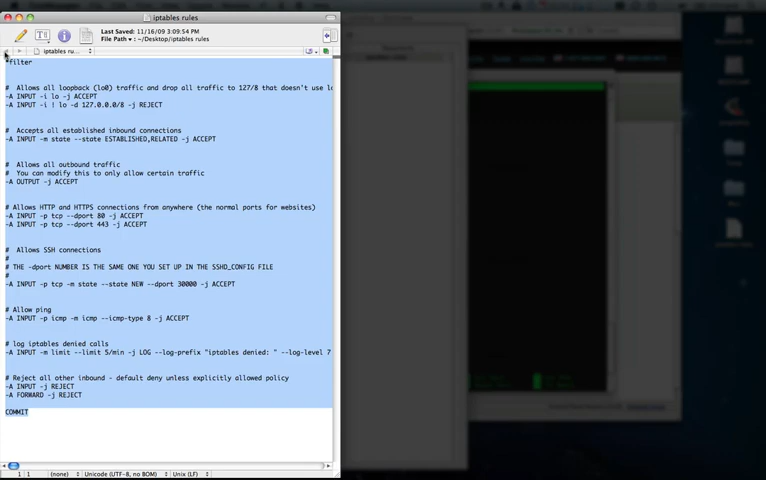 iptables rules
Last Saved: 11/16/09 3:09:54 PM
File Path ▾ : ~/Desktop/iptables rules
iptables ru...
*filter
#  Allows all loopback (lo0) traffic and drop all traffic to 127/8 that doesn't use lo
-A INPUT -i lo -j ACCEPT
-A INPUT -i ! lo -d 127.0.0.0/8 -j REJECT
#  Accepts all established inbound connections
-A INPUT -m state --state ESTABLISHED,RELATED -j ACCEPT
#  Allows all outbound traffic
#  You can modify this to only allow certain traffic
-A OUTPUT -j ACCEPT
# Allows HTTP and HTTPS connections from anywhere (the normal ports for websites)
-A INPUT -p tcp --dport 80 -j ACCEPT
-A INPUT -p tcp --dport 443 -j ACCEPT
#  Allows SSH connections
#
# THE -dport NUMBER IS THE SAME ONE YOU SET UP IN THE SSHD_CONFIG FILE
#
-A INPUT -p tcp -m state --state NEW --dport 30000 -j ACCEPT
# Allow ping
-A INPUT -p icmp -m icmp --icmp-type 8 -j ACCEPT
# log iptables denied calls
-A INPUT -m limit --limit 5/min -j LOG --log-prefix "iptables denied: " --log-level 7
# Reject all other inbound - default deny unless explicitly allowed policy
-A INPUT -j REJECT
-A FORWARD -j REJECT
COMMIT
1 1 (none) Unicode (UTF-8, no BOM) Unix (LF)